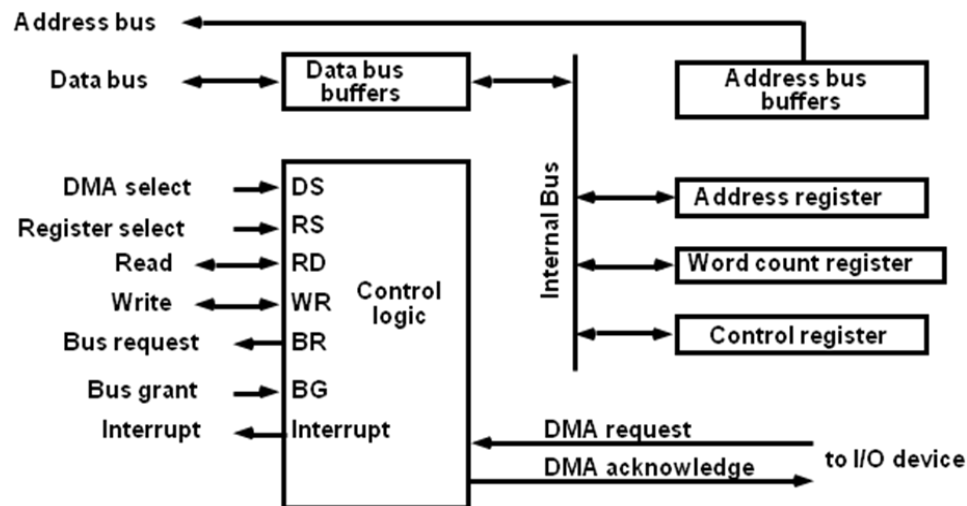 Address bus
Data bus
Data bus
buffers
Address bus
buffers
DMA select
DS
Register select
RS
Read
RD
Write
WR
Bus request
BR
Bus grant
BG
Interrupt
Interrupt
Control
logic
Internal Bus
Address register
Word count register
Control register
DMA request
DMA acknowledge
to I/O device